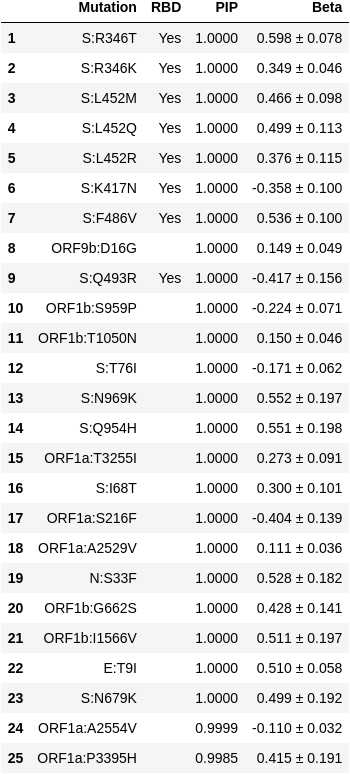 Mutation RBD PIP Beta
1 S:R346T Yes 1.0000 0.598 ± 0.078
2 S:R346K Yes 1.0000 0.349 ± 0.046
3 S:L452M Yes 1.0000 0.466 ± 0.098
4 S:L452Q Yes 1.0000 0.499 ± 0.113
5 S:L452R Yes 1.0000 0.376 ± 0.115
6 S:K417N Yes 1.0000 -0.358 ± 0.100
7 S:F486V Yes 1.0000 0.536 ± 0.100
8 ORF9b:D16G 1.0000 0.149 ± 0.049
9 S:Q493R Yes 1.0000 -0.417 ± 0.156
10 ORF1b:S959P 1.0000 -0.224 ± 0.071
11 ORF1b:T1050N 1.0000 0.150 ± 0.046
12 S:T76I 1.0000 -0.171 ± 0.062
13 S:N969K 1.0000 0.552 ± 0.197
14 S:Q954H 1.0000 0.551 ± 0.198
15 ORF1a:T3255I 1.0000 0.273 ± 0.091
16 S:I68T 1.0000 0.300 ± 0.101
17 ORF1a:S216F 1.0000 -0.404 ± 0.139
18 ORF1a:A2529V 1.0000 0.111 ± 0.036
19 N:S33F 1.0000 0.528 ± 0.182
20 ORF1b:G662S 1.0000 0.428 ± 0.141
21 ORF1b:I1566V 1.0000 0.511 ± 0.197
22 E:T9I 1.0000 0.510 ± 0.058
23 S:N679K 1.0000 0.499 ± 0.192
24 ORF1a:A2554V 0.9999 -0.110 ± 0.032
25 ORF1a:P3395H 0.9985 0.415 ± 0.191